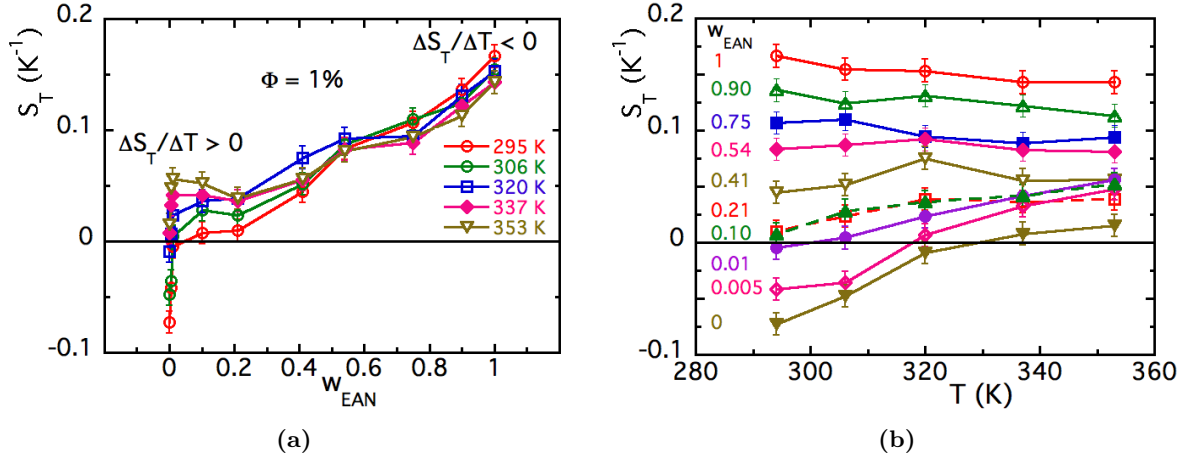 0.2
0.1
0
-0.1
S_T (K⁻¹)
ΔS_T/ΔT < 0
Φ = 1%
ΔS_T/ΔT > 0
295 K
306 K
320 K
337 K
353 K
0 0.2 0.4 0.6 0.8 1
w_EAN
(a)
0.2
0.1
0
-0.1
S_T (K⁻¹)
w_EAN
1
0.90
0.75
0.54
0.41
0.21
0.10
0.01
0.005
0
280 300 320 340 360
T (K)
(b)